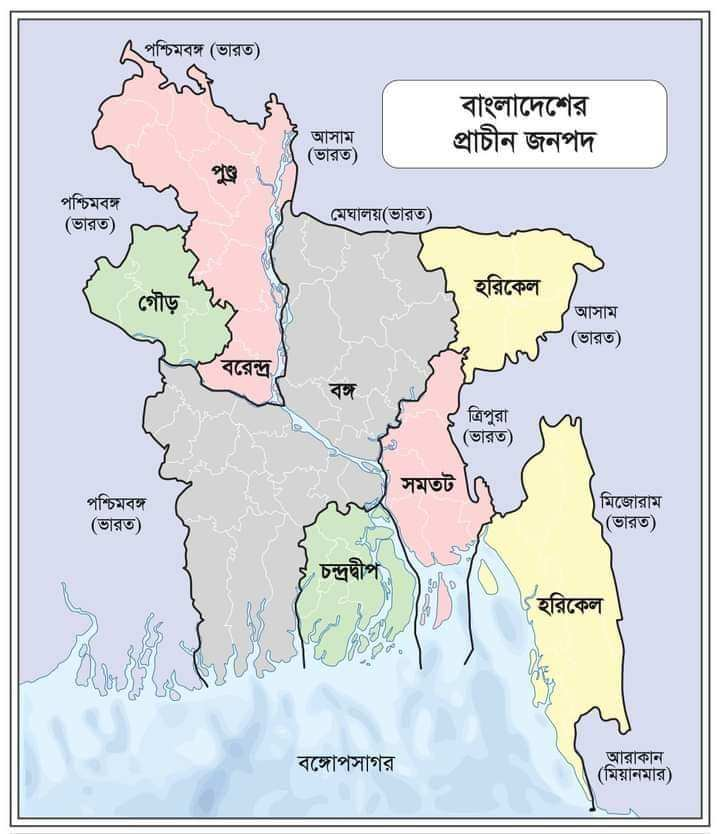 পশ্চিমবঙ্গ (ভারত)
বাংলাদেশের
প্রাচীন জনপদ
আসাম
(ভারত)
পুণ্ড্র
পশ্চিমবঙ্গ
(ভারত)
মেঘালয়(ভারত)
গৌড়
হরিকেল
আসাম
(ভারত)
বরেন্দ্র
বঙ্গ
ত্রিপুরা
(ভারত)
সমতট
পশ্চিমবঙ্গ
(ভারত)
মিজোরাম
(ভারত)
চন্দ্রদ্বীপ
হরিকেল
বঙ্গোপসাগর
আরাকান
(মিয়ানমার)